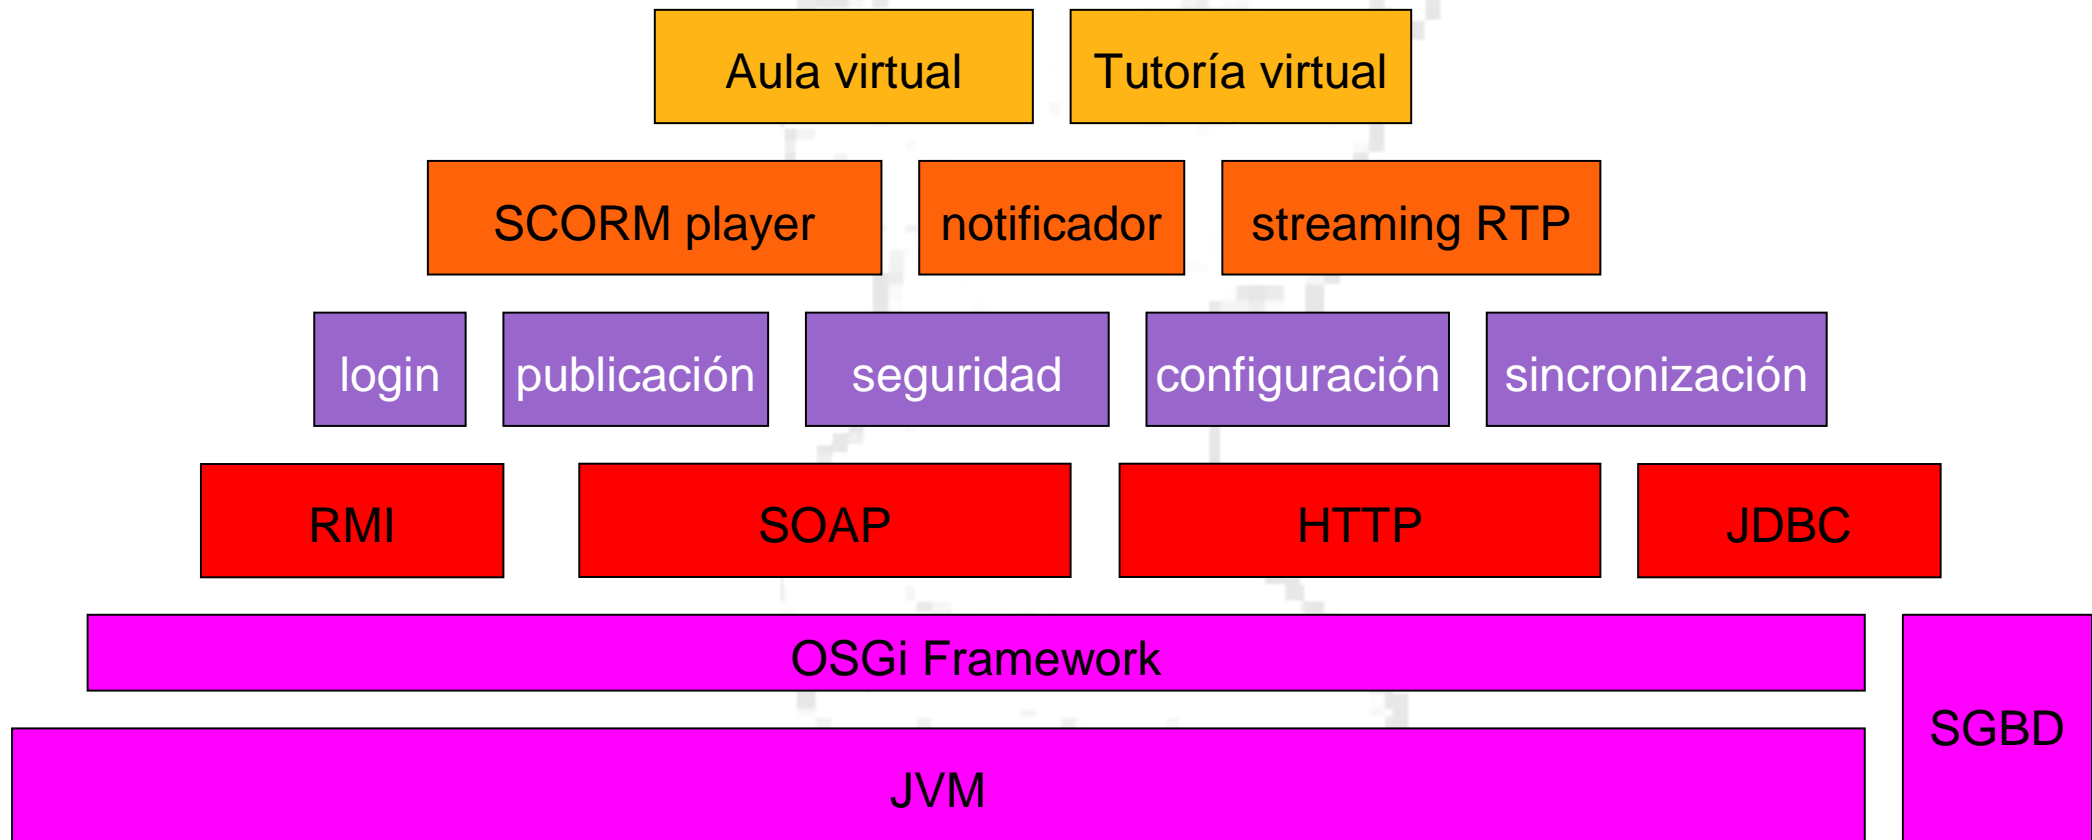 Aula virtual
Tutoría virtual
SCORM player
notificador
streaming RTP
login
publicación
seguridad
configuración
sincronización
RMI
SOAP
HTTP
JDBC
OSGi Framework
SGBD
JVM